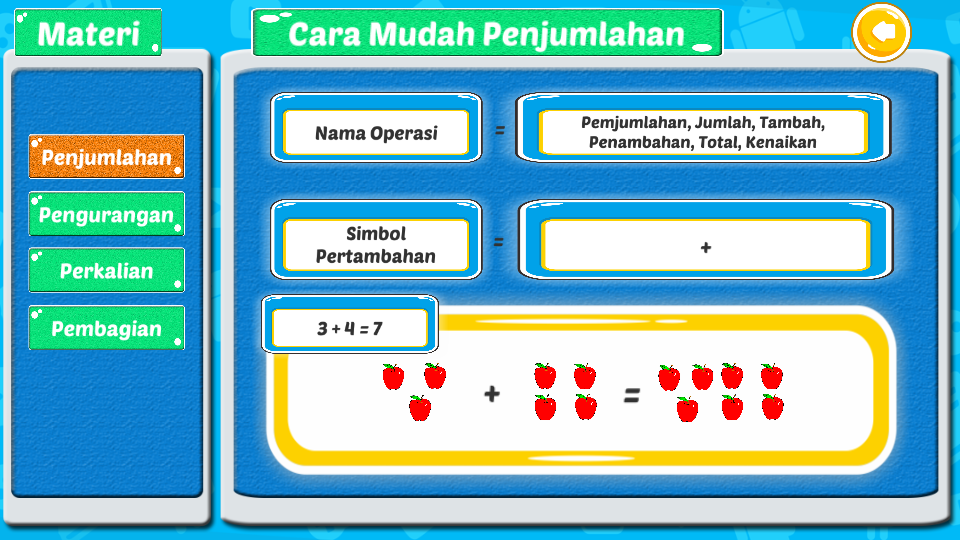 Materi
Cara Mudah Penjumlahan
Penjumlahan
Pengurangan
Perkalian
Pembagian
Nama Operasi
=
Pemjumlahan, Jumlah, Tambah,
Penambahan, Total, Kenaikan
Simbol
Pertambahan
=
+
3 + 4 = 7
+ =